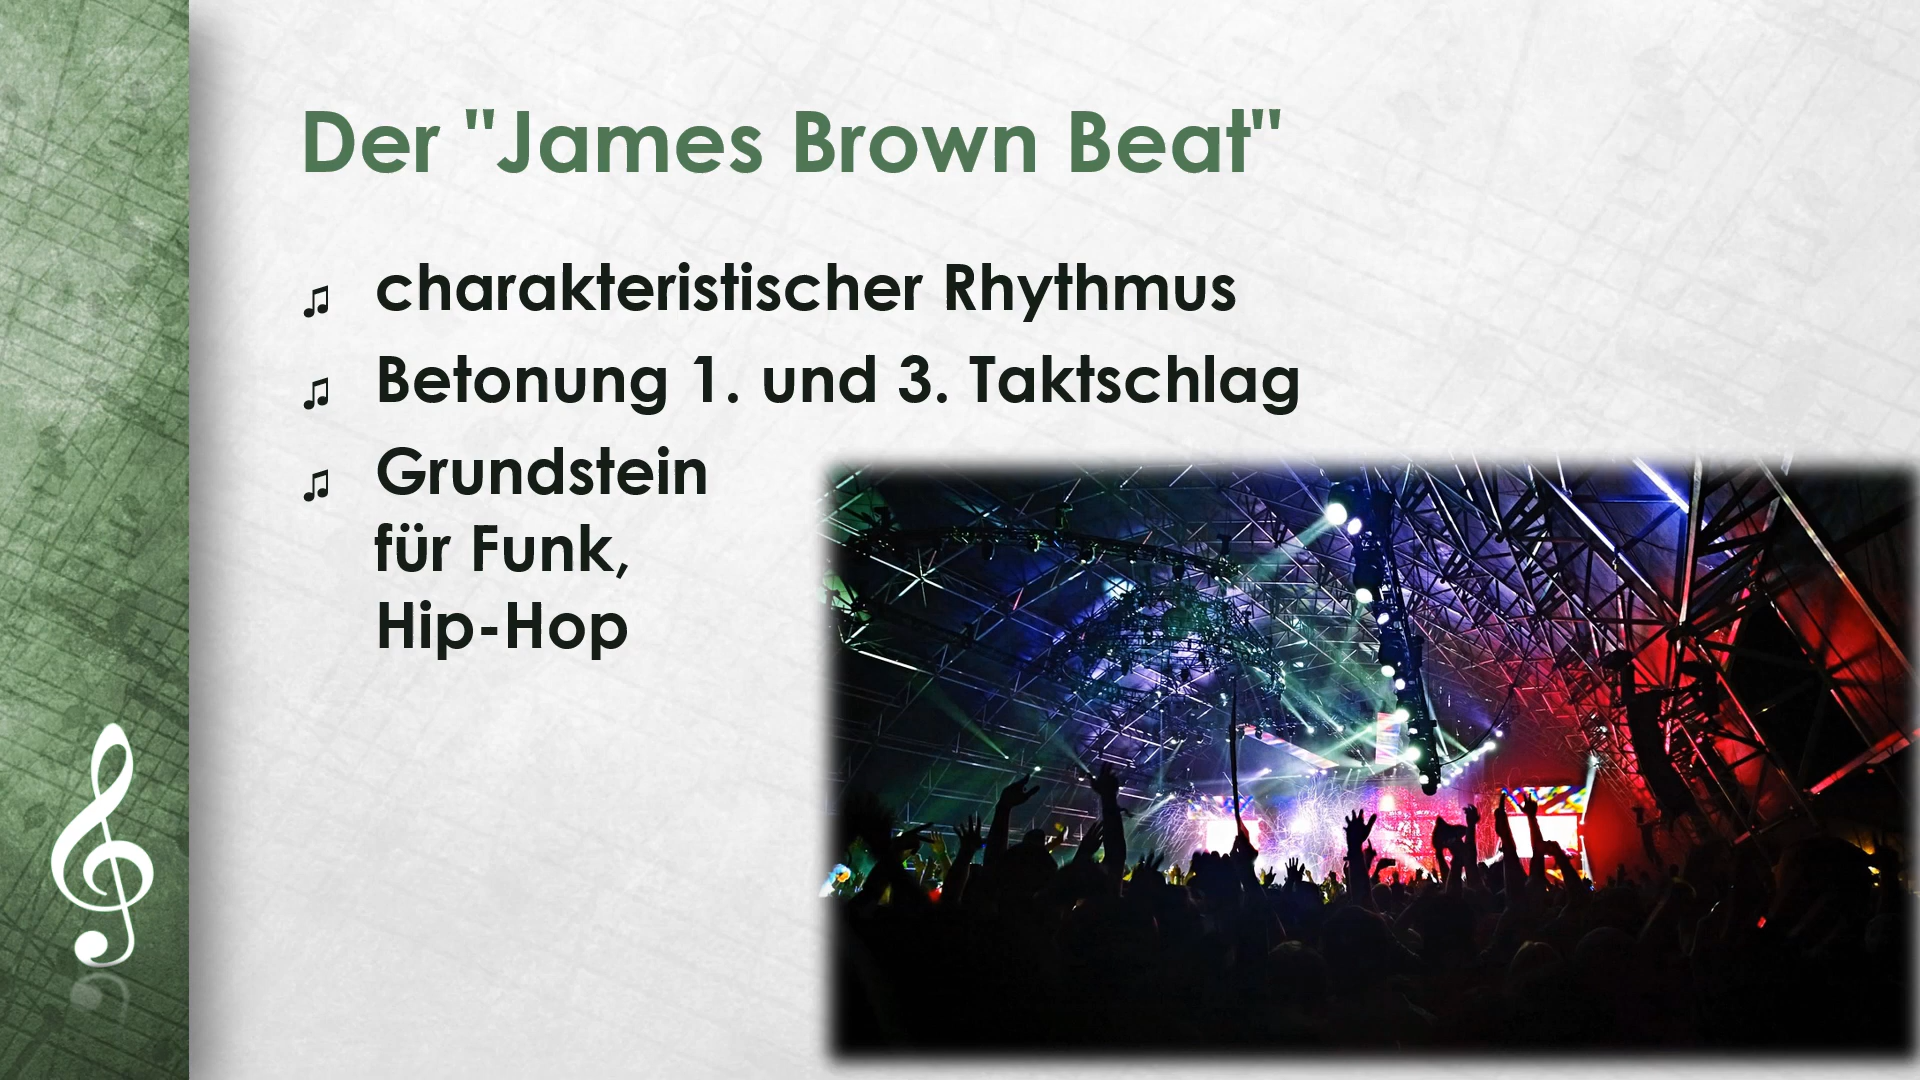 Der "James Brown Beat"
♫ charakteristischer Rhythmus
♫ Betonung 1. und 3. Taktschlag
♫ Grundstein
für Funk,
Hip-Hop